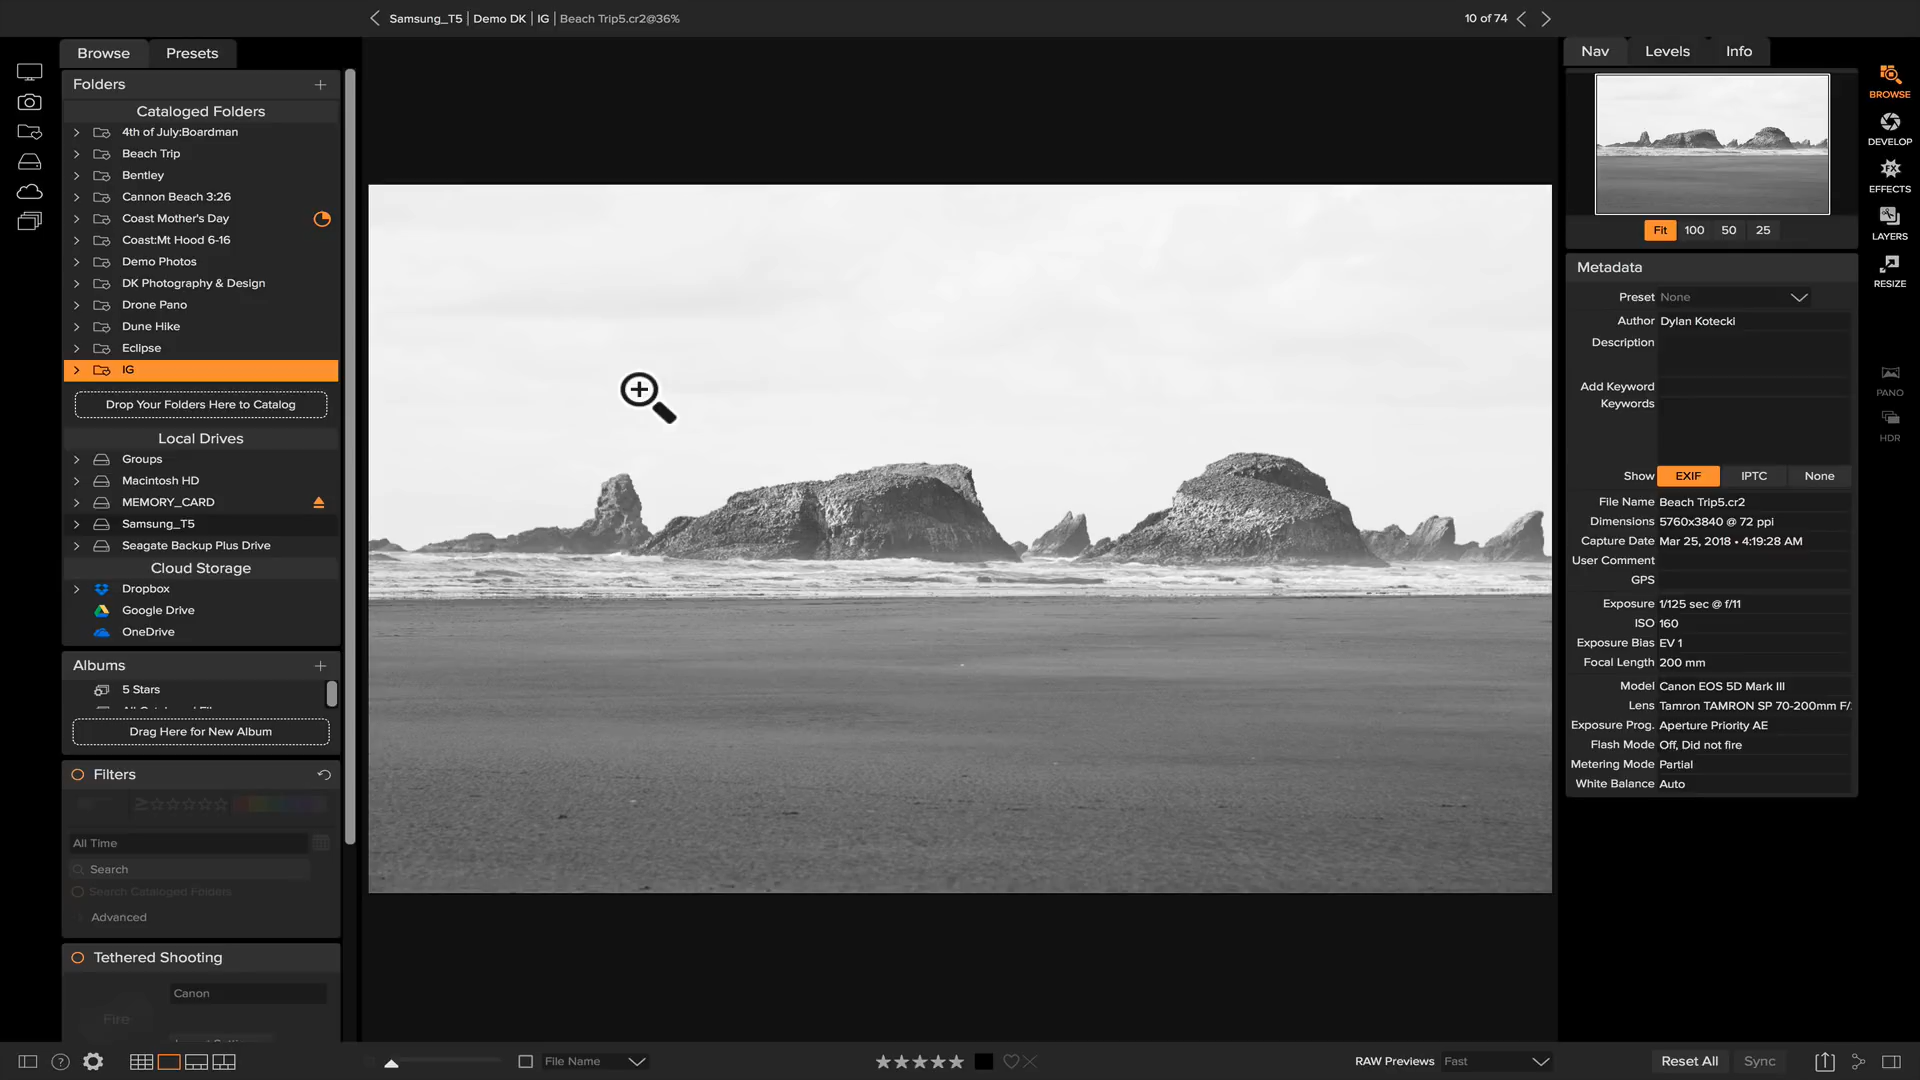 Samsung_T5 | Demo DK | IG | Beach Trip5.cr2@36%
10 of 74
Browse
Presets
Folders
Cataloged Folders
4th of July:Boardman
Beach Trip
Bentley
Cannon Beach 3:26
Coast Mother's Day
Coast:Mt Hood 6-16
Demo Photos
DK Photography & Design
Drone Pano
Dune Hike
Eclipse
IG
Drop Your Folders Here to Catalog
Local Drives
Groups
Macintosh HD
MEMORY_CARD
Samsung_T5
Seagate Backup Plus Drive
Cloud Storage
Dropbox
Google Drive
OneDrive
Albums
5 Stars
Drag Here for New Album
Filters
All Time
Search
Search Cataloged Folders
Advanced
Tethered Shooting
Canon
Fire
File Name
RAW Previews Fast
Reset All
Sync
Nav
Levels
Info
Fit
100
50
25
Metadata
Preset None
Author Dylan Kotecki
Description
Add Keyword
Keywords
Show EXIF IPTC None
File Name Beach Trip5.cr2
Dimensions 5760x3840 @ 72 ppi
Capture Date Mar 25, 2018 • 4:19:28 AM
User Comment
GPS
Exposure 1/125 sec @ f/11
ISO 160
Exposure Bias EV 1
Focal Length 200 mm
Model Canon EOS 5D Mark III
Lens Tamron TAMRON SP 70-200mm F/
Exposure Prog. Aperture Priority AE
Flash Mode Off, Did not fire
Metering Mode Partial
White Balance Auto
BROWSE
DEVELOP
EFFECTS
LAYERS
RESIZE
PANO
HDR